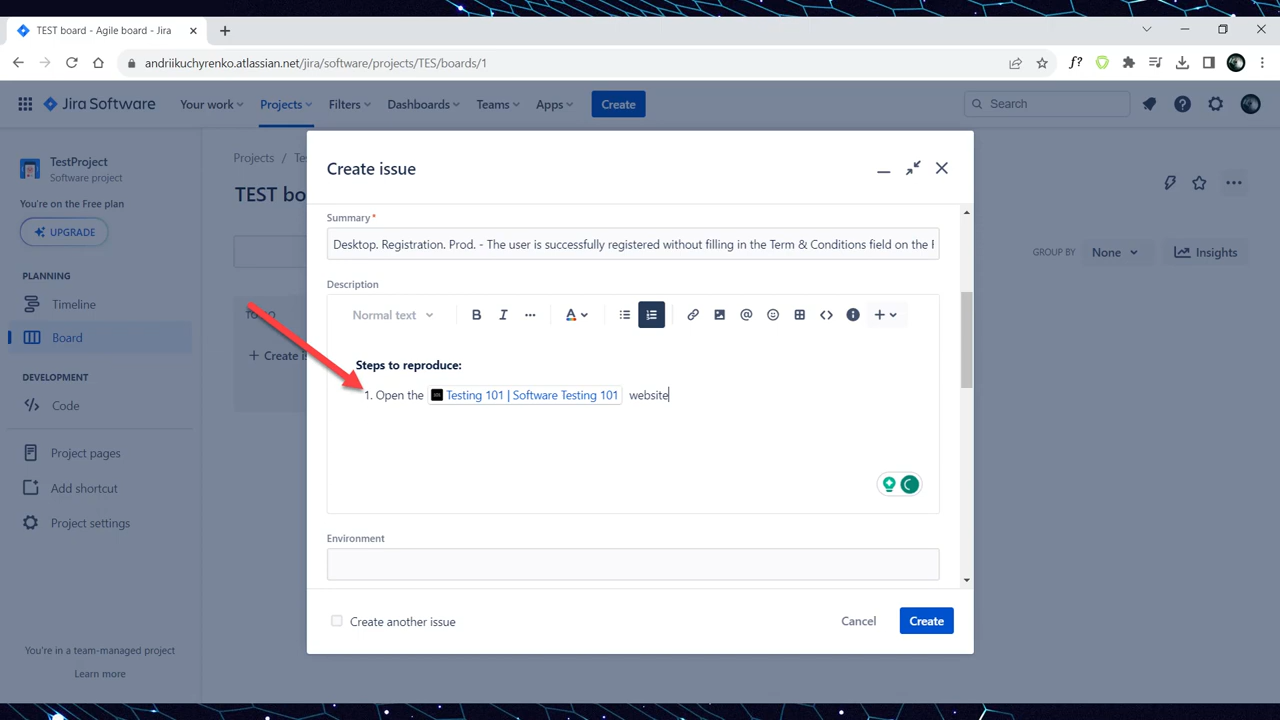 TEST board - Agile board - Jira
andriikuchyrenko.atlassian.net/jira/software/projects/TES/boards/1
f?
Jira Software Your work Projects Filters Dashboards Teams Apps Create Search
TestProject
Software project
You're on the Free plan
UPGRADE
PLANNING
Timeline
Board
DEVELOPMENT
Code
Project pages
Add shortcut
Project settings
You're in a team-managed project
Learn more
Projects / Te
TEST bo
GROUP BY None Insights
+ Create is
Create issue
Summary*
Desktop. Registration. Prod. - The user is successfully registered without filling in the Term & Conditions field on the
Description
Normal text B I A
Steps to reproduce:
1. Open the Testing 101 | Software Testing 101 website
Environment
Create another issue
Cancel Create